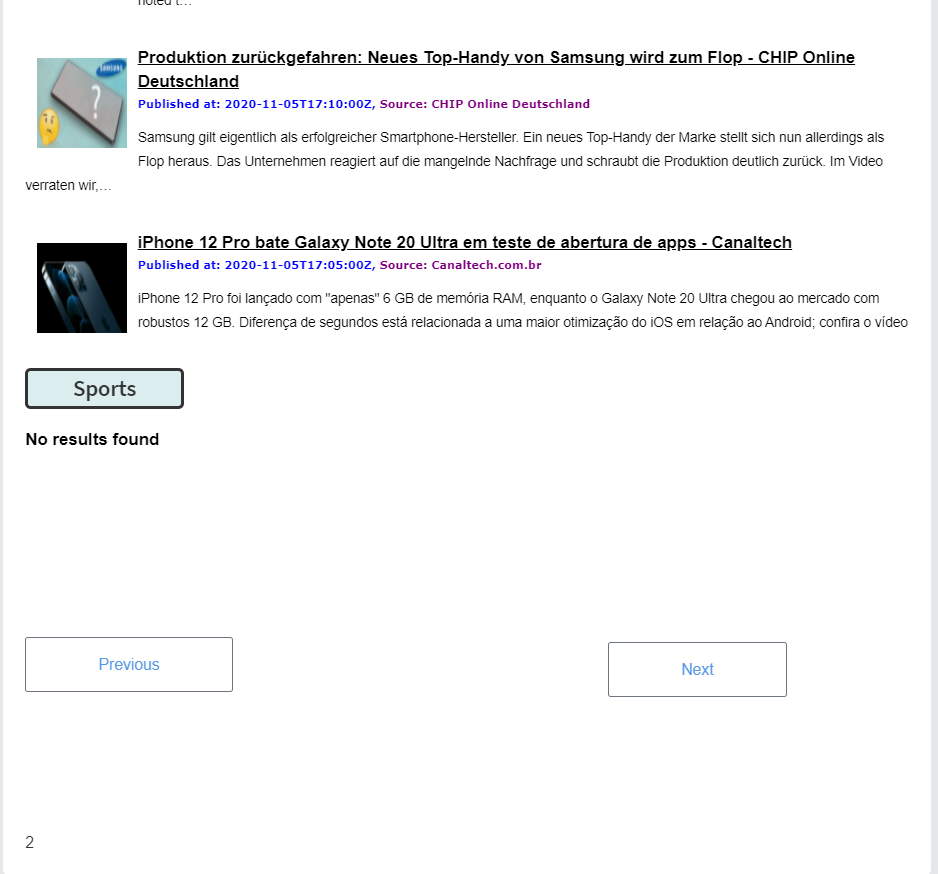 noted t…
Produktion zurückgefahren: Neues Top-Handy von Samsung wird zum Flop - CHIP Online
Deutschland
Published at: 2020-11-05T17:10:00Z, Source: CHIP Online Deutschland
SAMSUNG
?
Samsung gilt eigentlich als erfolgreicher Smartphone-Hersteller. Ein neues Top-Handy der Marke stellt sich nun allerdings als
Flop heraus. Das Unternehmen reagiert auf die mangelnde Nachfrage und schraubt die Produktion deutlich zurück. Im Video
verraten wir,…
iPhone 12 Pro bate Galaxy Note 20 Ultra em teste de abertura de apps - Canaltech
Published at: 2020-11-05T17:05:00Z, Source: Canaltech.com.br
iPhone 12 Pro foi lançado com "apenas" 6 GB de memória RAM, enquanto o Galaxy Note 20 Ultra chegou ao mercado com
robustos 12 GB. Diferença de segundos está relacionada a uma maior otimização do iOS em relação ao Android; confira o vídeo
Sports
No results found
Previous
Next
2